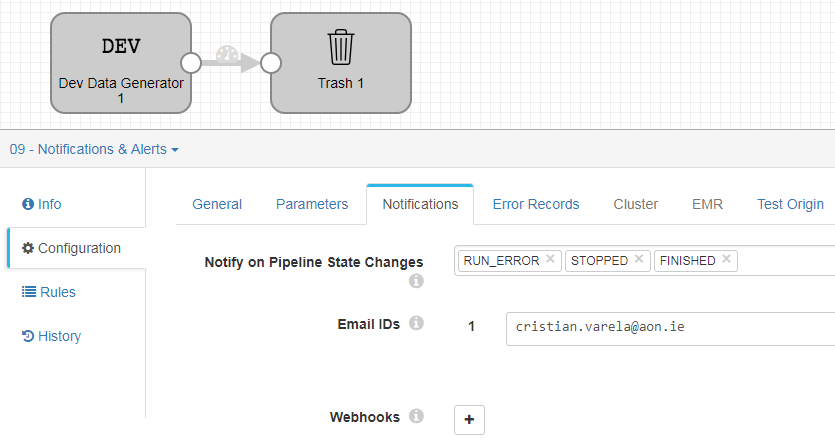 DEV
Dev Data Generator
1
Trash 1
09 - Notifications & Alerts
Info
Configuration
Rules
History
General Parameters Notifications Error Records Cluster EMR Test Origin
Notify on Pipeline State Changes
RUN_ERROR × STOPPED × FINISHED ×
Email IDs
1
cristian.varela@aon.ie
Webhooks
+